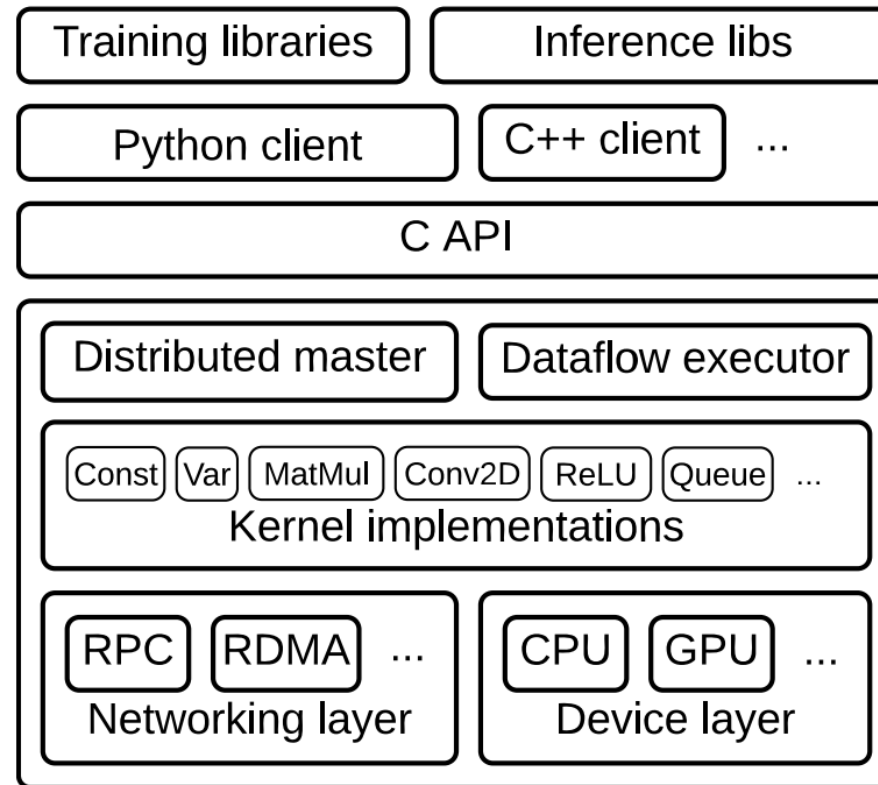 Training libraries Inference libs
Python client C++ client ...
C API
Distributed master Dataflow executor
Const Var MatMul Conv2D ReLU Queue ...
Kernel implementations
RPC RDMA ... CPU GPU ...
Networking layer Device layer